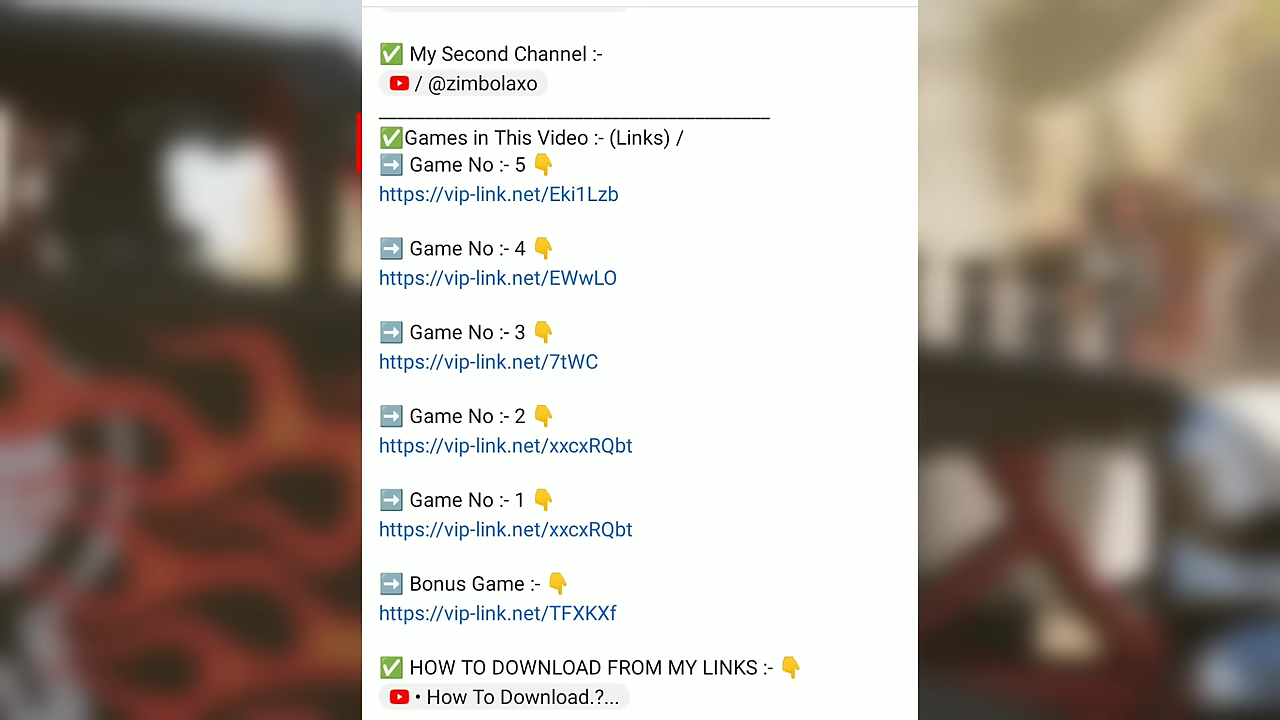 ✅ My Second Channel :-
/ @zimbolaxo
_______________________________________
✅Games in This Video :- (Links) /
➡️ Game No :- 5 👇
https://vip-link.net/Eki1Lzb
➡️ Game No :- 4 👇
https://vip-link.net/EWwLO
➡️ Game No :- 3 👇
https://vip-link.net/7tWC
➡️ Game No :- 2 👇
https://vip-link.net/xxcxRQbt
➡️ Game No :- 1 👇
https://vip-link.net/xxcxRQbt
➡️ Bonus Game :- 👇
https://vip-link.net/TFXKXf
✅ HOW TO DOWNLOAD FROM MY LINKS :- 👇
• How To Download.?...